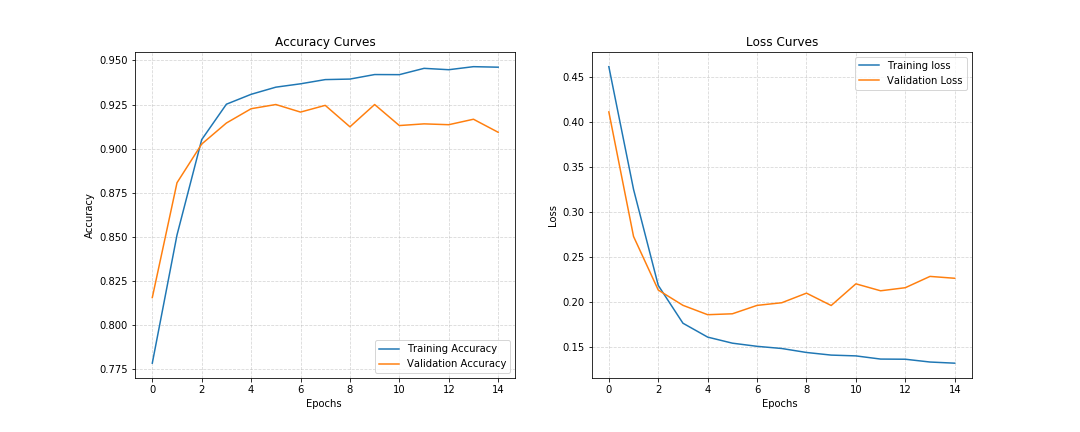 Accuracy Curves
0.950
0.925
0.900
0.875
0.850
0.825
0.800
0.775
Accuracy
Training Accuracy
Validation Accuracy
0 2 4 6 8 10 12 14
Epochs
Loss Curves
Training loss
Validation Loss
0.45
0.40
0.35
0.30
0.25
0.20
0.15
Loss
0 2 4 6 8 10 12 14
Epochs